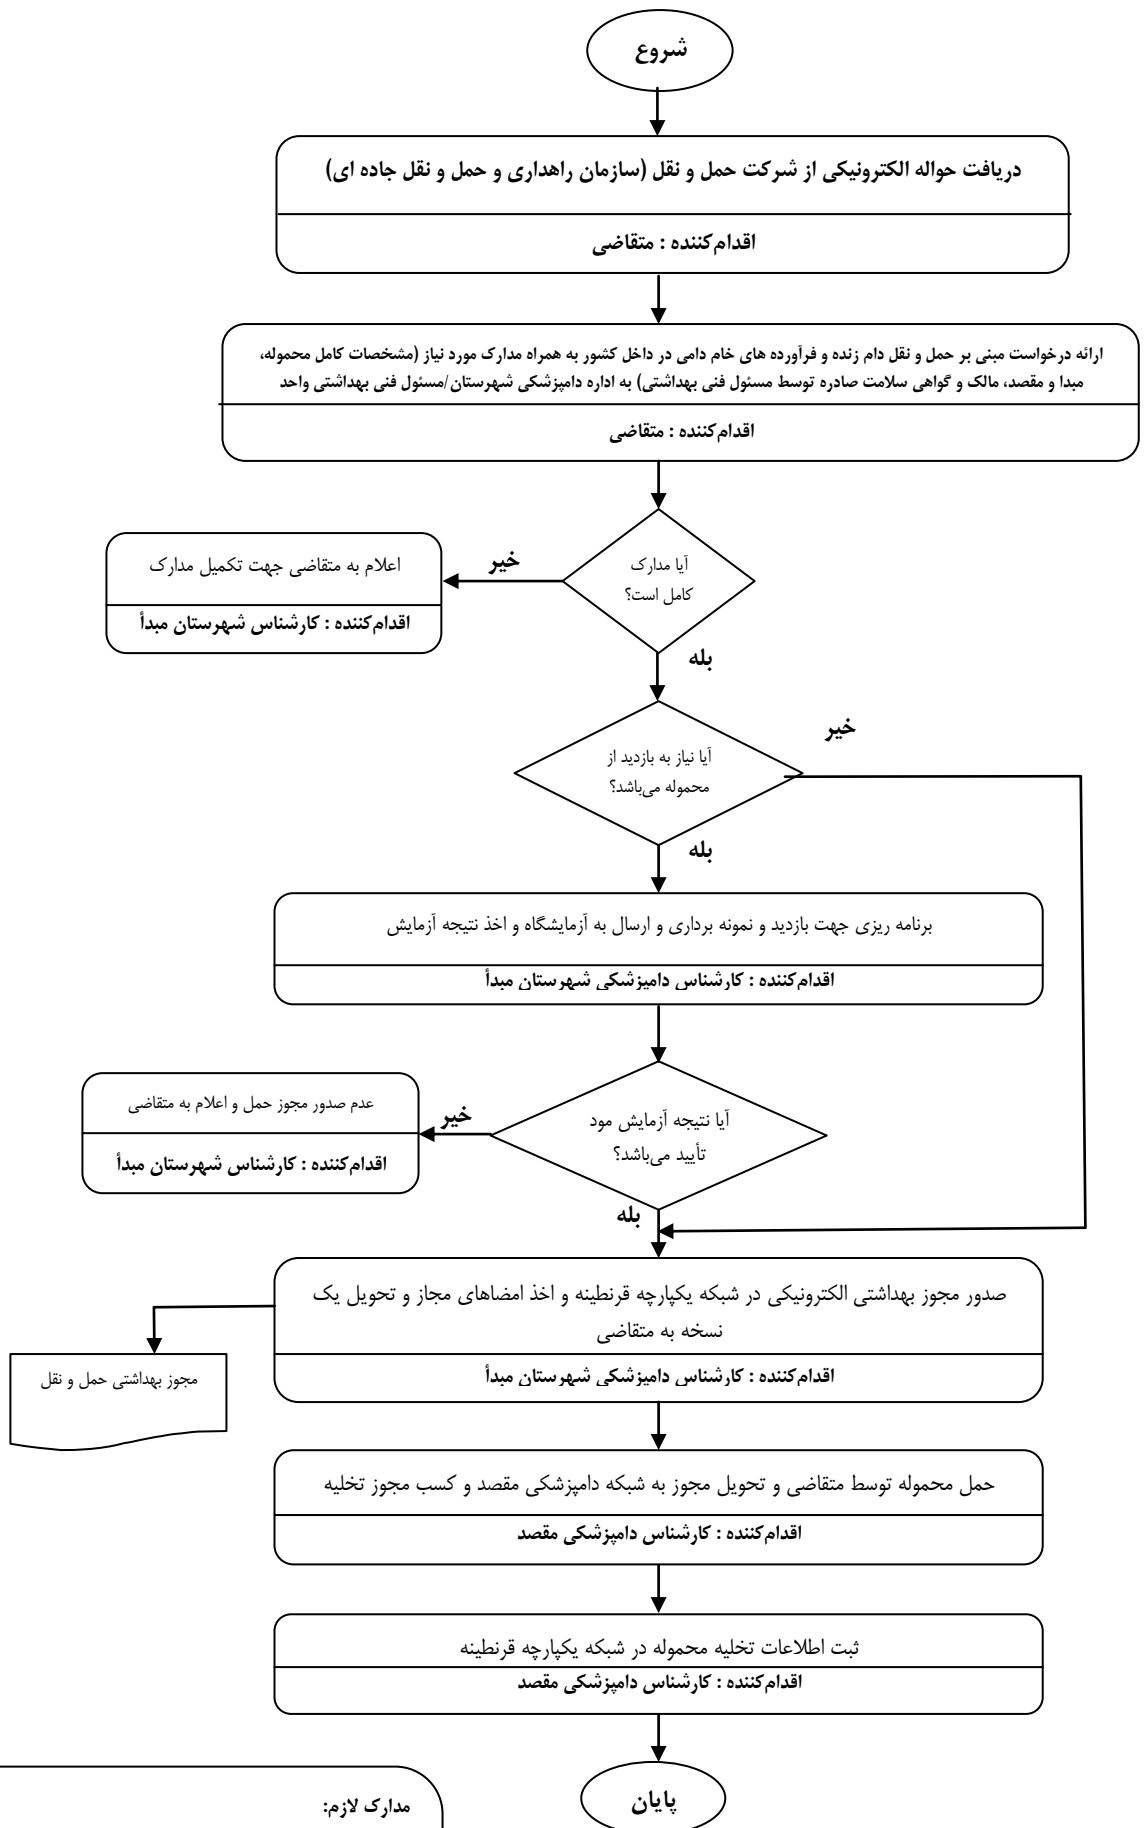 شروع
دریافت حواله الکترونیکی از شرکت حمل و نقل (سازمان راهداری و حمل و نقل جاده ای)
اقدام‌کننده : متقاضی
ارائه درخواست مبنی بر حمل و نقل دام زنده و فرآورده های خام دامی در داخل کشور به همراه مدارک مورد نیاز (مشخصات کامل محموله،
مبدا و مقصد، مالک و گواهی سلامت صادره توسط مسئول فنی بهداشتی) به اداره دامپزشکی شهرستان/مسئول فنی بهداشتی واحد
اقدام‌کننده : متقاضی
آیا مدارک
کامل است؟
خیر
اعلام به متقاضی جهت تکمیل مدارک
اقدام‌کننده : کارشناس شهرستان مبدأ
بله
آیا نیاز به بازدید از
محموله می‌باشد؟
خیر
بله
برنامه ریزی جهت بازدید و نمونه برداری و ارسال به آزمایشگاه و اخذ نتیجه آزمایش
اقدام‌کننده : کارشناس دامپزشکی شهرستان مبدأ
آیا نتیجه آزمایش مود
تأیید می‌باشد؟
خیر
عدم صدور مجوز حمل و اعلام به متقاضی
اقدام‌کننده : کارشناس شهرستان مبدأ
بله
صدور مجوز بهداشتی الکترونیکی در شبکه یکپارچه قرنطینه و اخذ امضاهای مجاز و تحویل یک
نسخه به متقاضی
اقدام‌کننده : کارشناس دامپزشکی شهرستان مبدأ
مجوز بهداشتی حمل و نقل
حمل محموله توسط متقاضی و تحویل مجوز به شبکه دامپزشکی مقصد و کسب مجوز تخلیه
اقدام‌کننده : کارشناس دامپزشکی مقصد
ثبت اطلاعات تخلیه محموله در شبکه یکپارچه قرنطینه
اقدام‌کننده : کارشناس دامپزشکی مقصد
پایان
مدارک لازم: